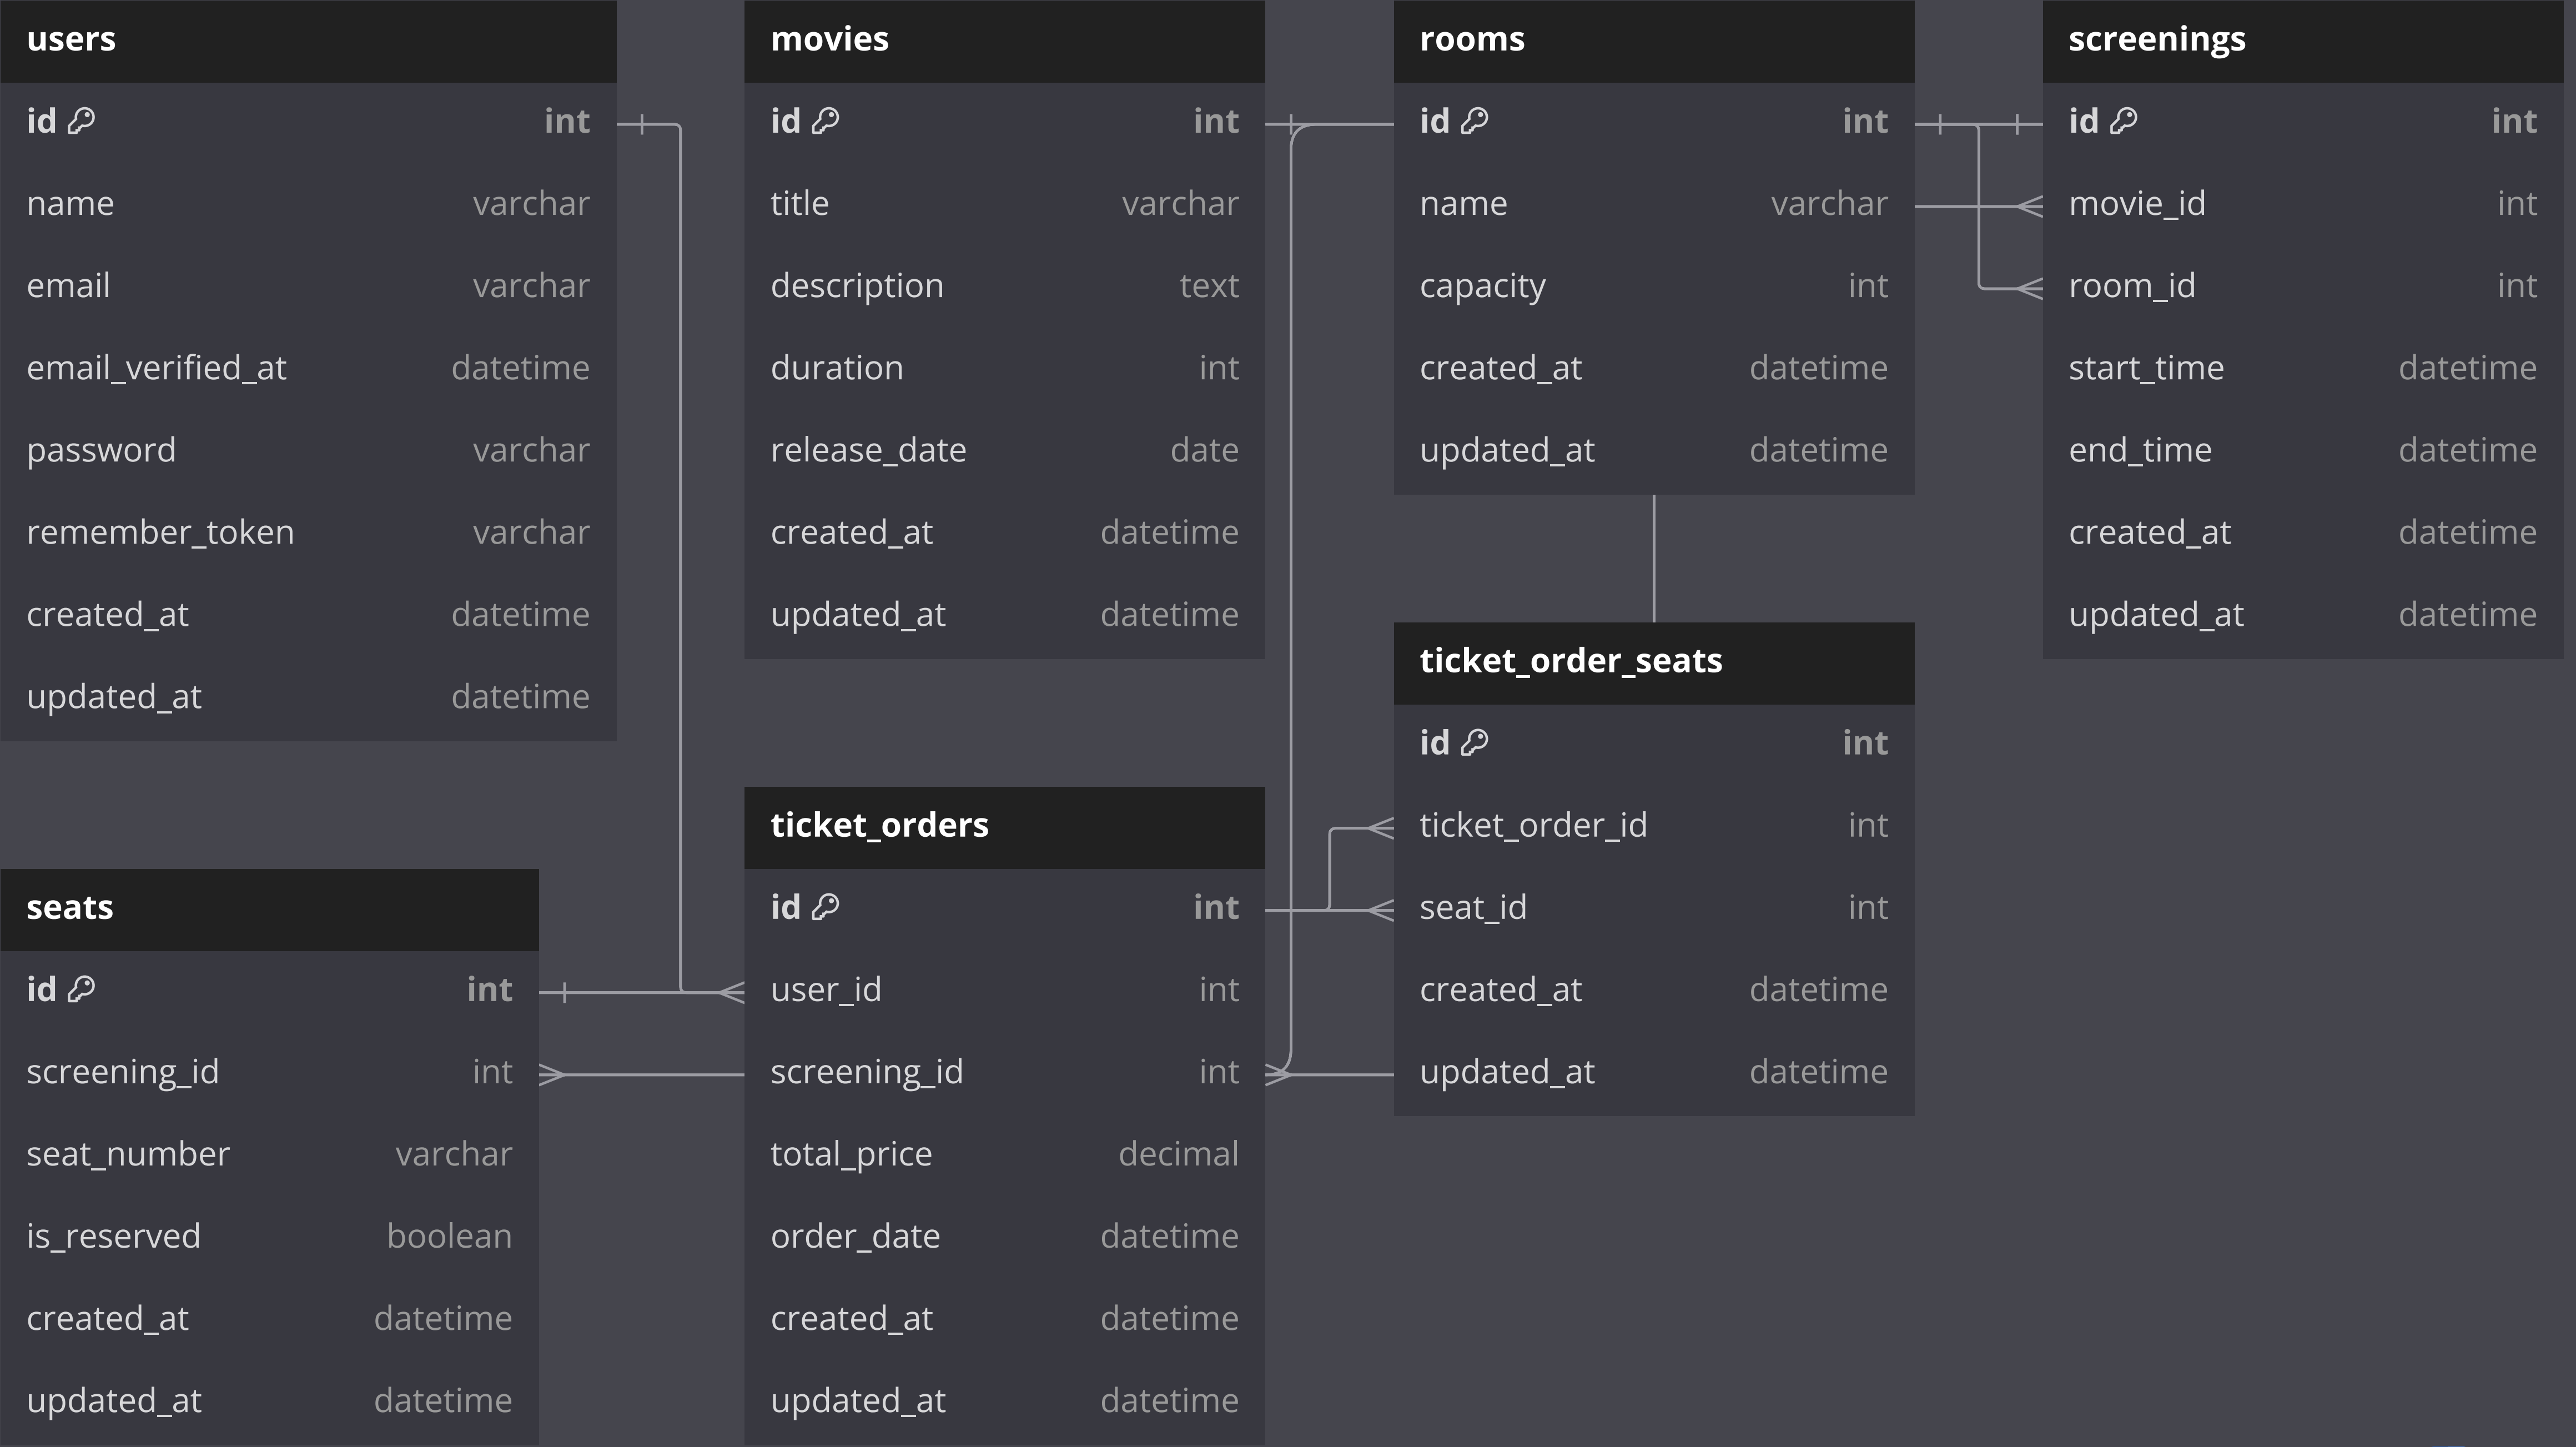 users
id int
name varchar
email varchar
email_verified_at datetime
password varchar
remember_token varchar
created_at datetime
updated_at datetime
movies
id int
title varchar
description text
duration int
release_date date
created_at datetime
updated_at datetime
rooms
id int
name varchar
capacity int
created_at datetime
updated_at datetime
screenings
id int
movie_id int
room_id int
start_time datetime
end_time datetime
created_at datetime
updated_at datetime
seats
id int
screening_id int
seat_number varchar
is_reserved boolean
created_at datetime
updated_at datetime
ticket_orders
id int
user_id int
screening_id int
total_price decimal
order_date datetime
created_at datetime
updated_at datetime
ticket_order_seats
id int
ticket_order_id int
seat_id int
created_at datetime
updated_at datetime